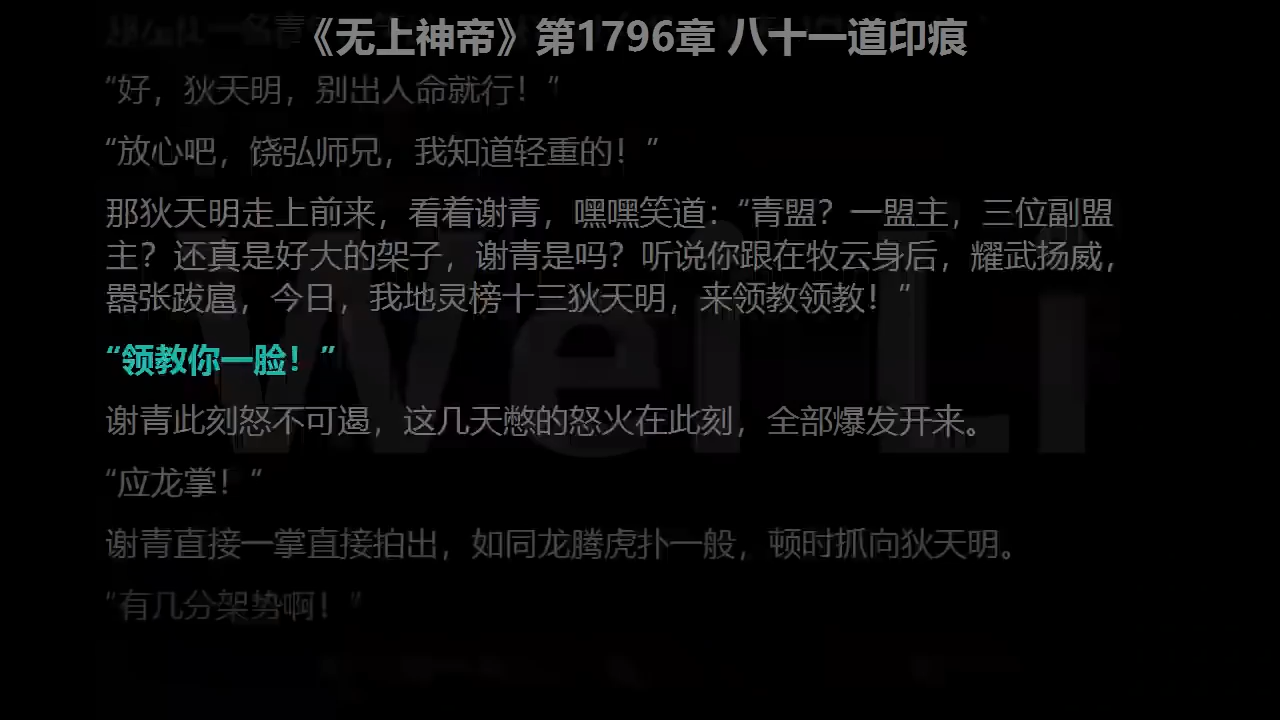 《无上神帝》第1796章 八十一道印痕
“好，狄天明，别出人命就行！”
“放心吧，饶弘师兄，我知道轻重的！”
那狄天明走上前来，看着谢青，嘿嘿笑道：“青盟？一盟主，三位副盟
主？还真是好大的架子，谢青是吗？听说你跟在牧云身后，耀武扬威，
嚣张跋扈，今日，我地灵榜十三狄天明，来领教领教！”
“领教你一脸！”
谢青此刻怒不可遏，这几天憋的怒火在此刻，全部爆发开来。
“应龙掌！“
谢青直接一掌直接拍出，如同龙腾虎扑一般，顿时抓向狄天明。
“有几分架势啊！”
Wei Li